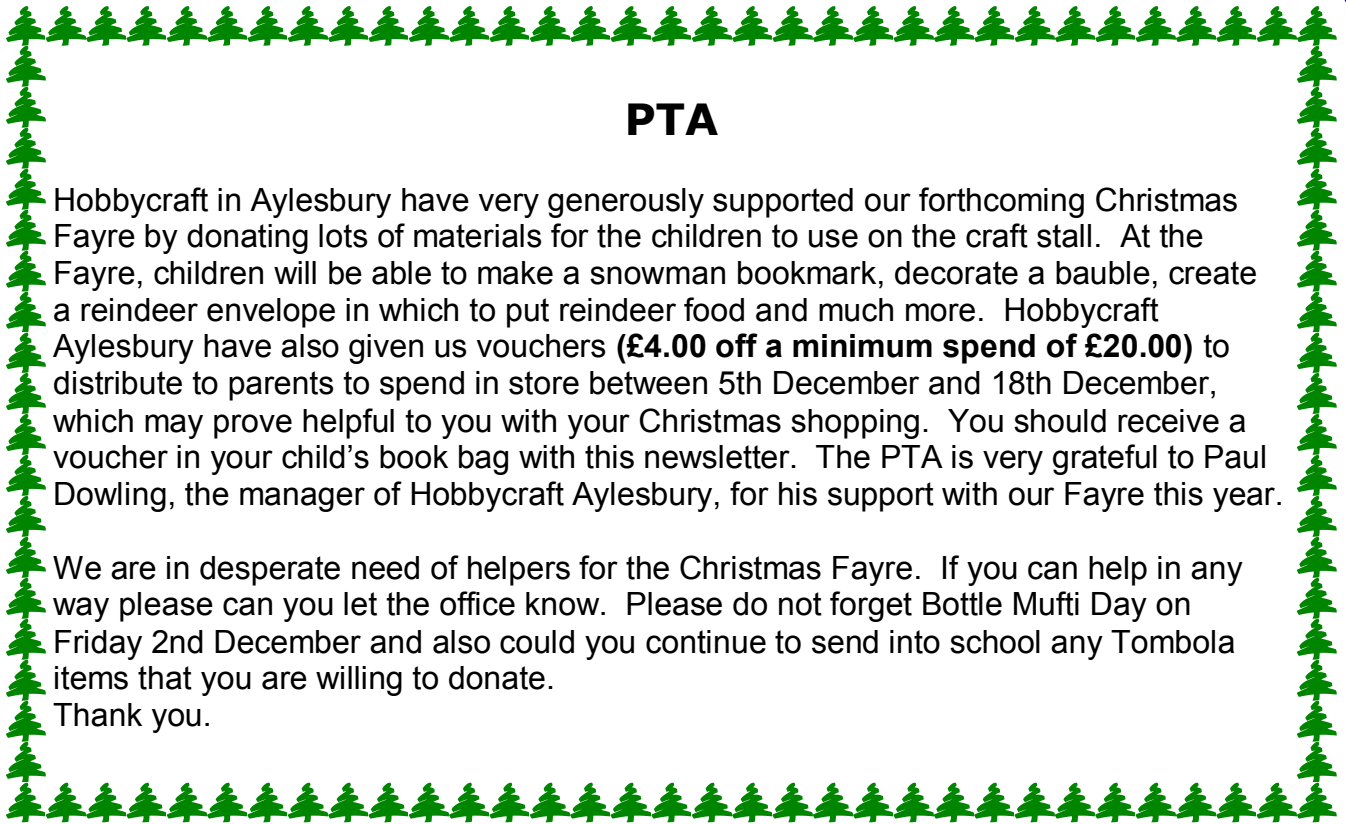 PTA
Hobbycraft in Aylesbury have very generously supported our forthcoming Christmas
Fayre by donating lots of materials for the children to use on the craft stall.  At the
Fayre, children will be able to make a snowman bookmark, decorate a bauble, create
a reindeer envelope in which to put reindeer food and much more.  Hobbycraft
Aylesbury have also given us vouchers (£4.00 off a minimum spend of £20.00) to
distribute to parents to spend in store between 5th December and 18th December,
which may prove helpful to you with your Christmas shopping.  You should receive a
voucher in your child’s book bag with this newsletter.  The PTA is very grateful to Paul
Dowling, the manager of Hobbycraft Aylesbury, for his support with our Fayre this year.
We are in desperate need of helpers for the Christmas Fayre.  If you can help in any
way please can you let the office know.  Please do not forget Bottle Mufti Day on
Friday 2nd December and also could you continue to send into school any Tombola
items that you are willing to donate.
Thank you.